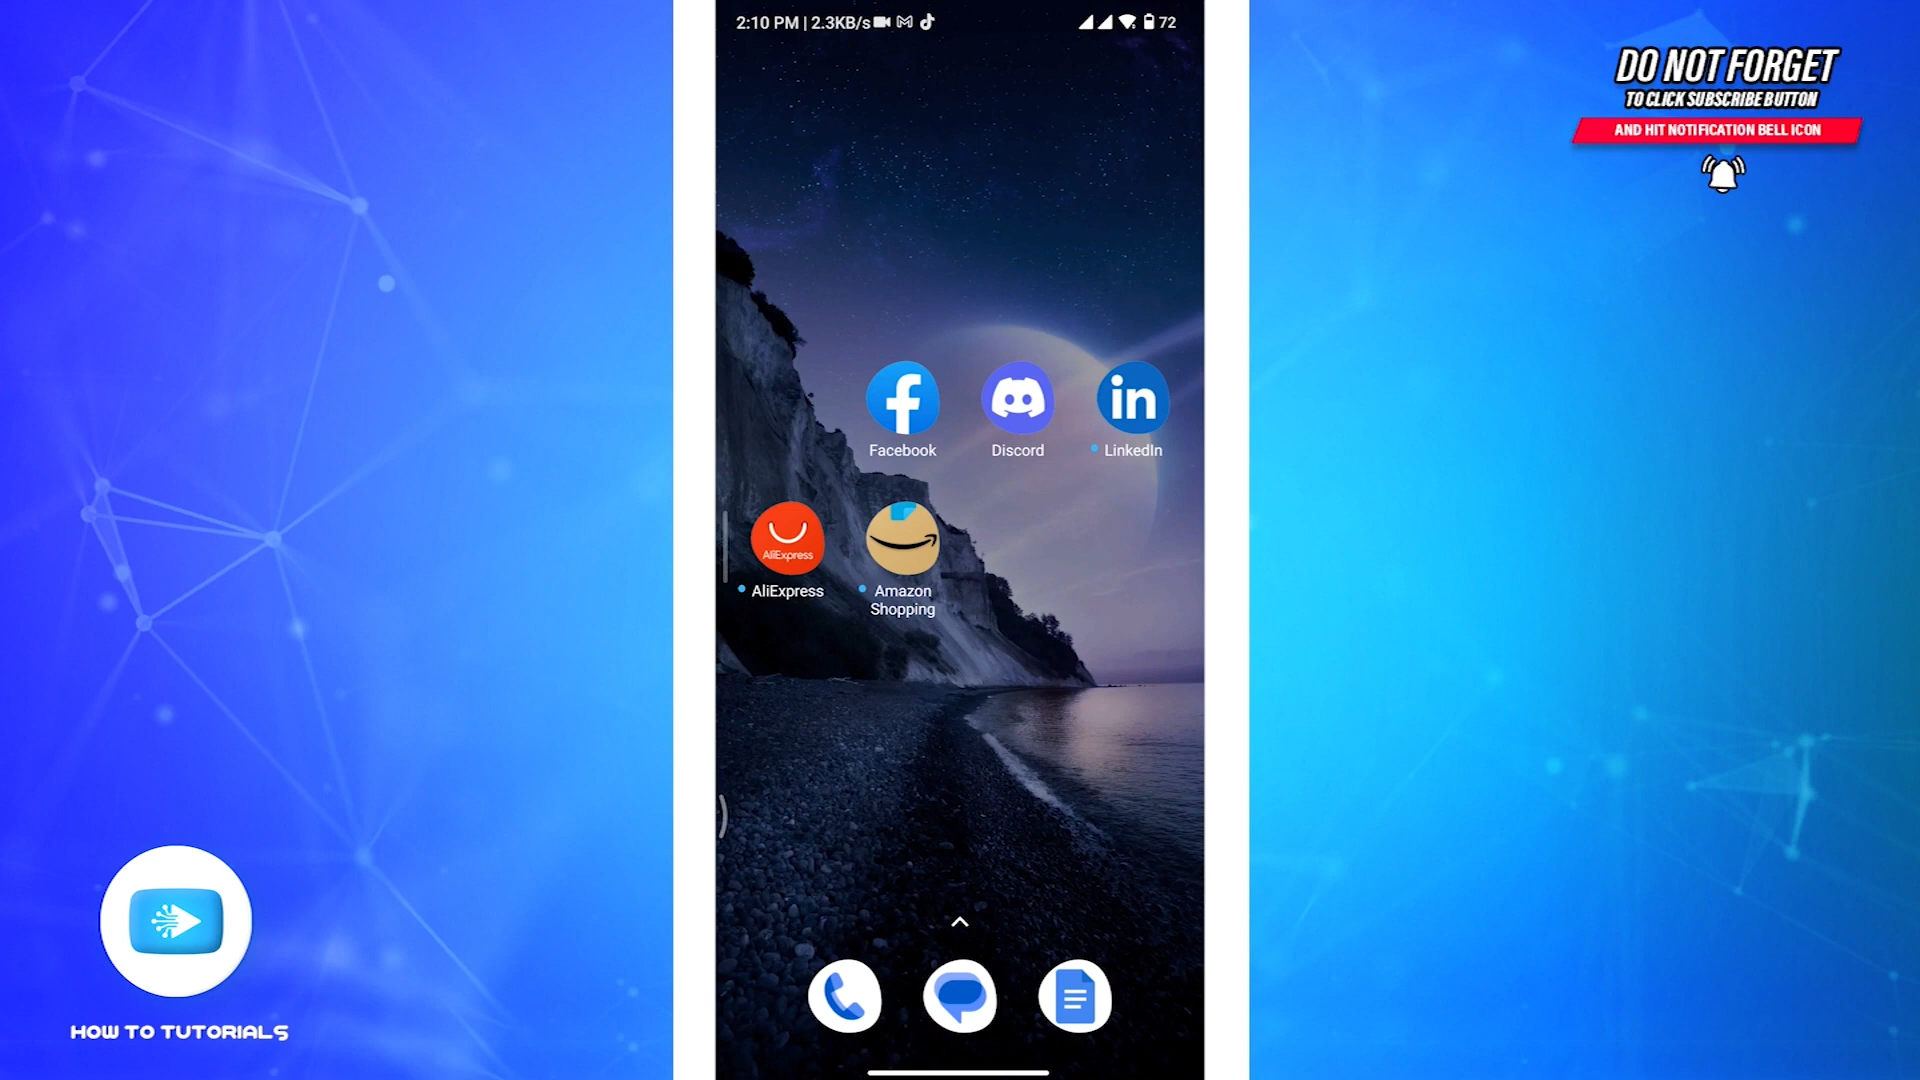 2:10 PM | 2.3KB/s
72
DO NOT FORGET
TO CLICK SUBSCRIBE BUTTON
AND HIT NOTIFICATION BELL ICON
Facebook
Discord
LinkedIn
AliExpress
AliExpress
Amazon
Shopping
HOW TO TUTORIALS